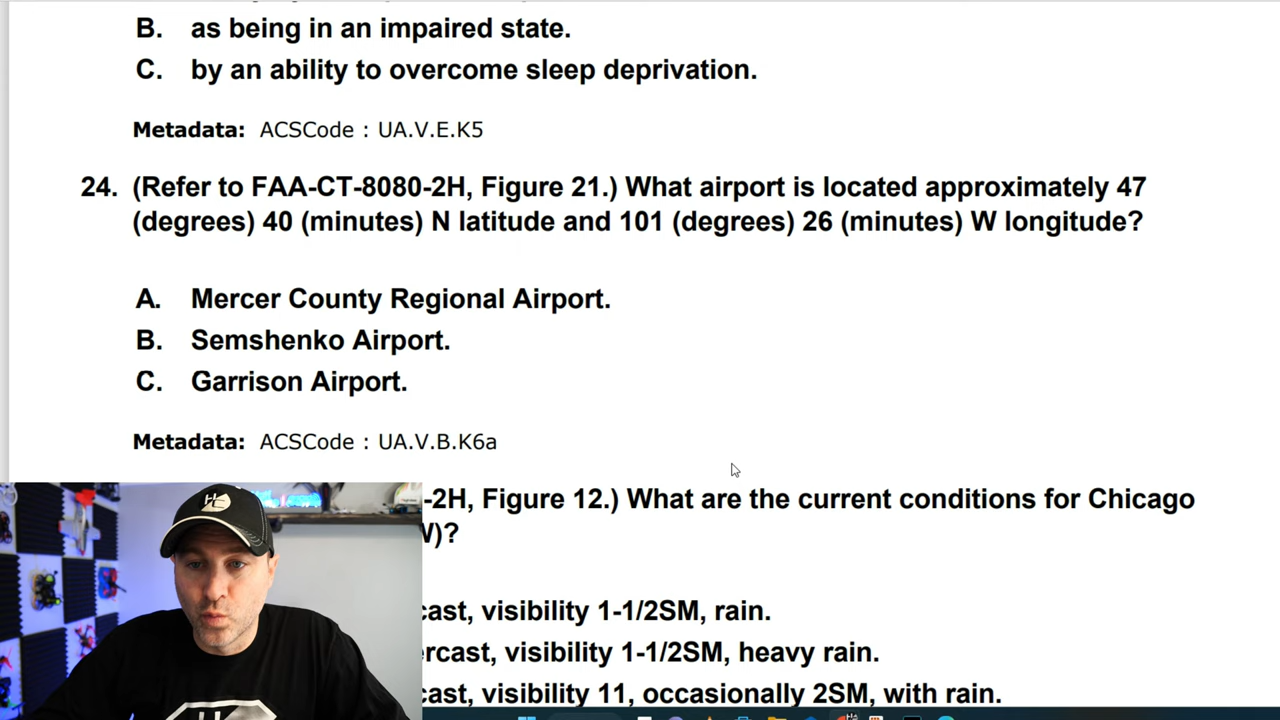 B. as being in an impaired state.
C. by an ability to overcome sleep deprivation.
Metadata: ACSCode : UA.V.E.K5
24. (Refer to FAA-CT-8080-2H, Figure 21.) What airport is located approximately 47
(degrees) 40 (minutes) N latitude and 101 (degrees) 26 (minutes) W longitude?
A. Mercer County Regional Airport.
B. Semshenko Airport.
C. Garrison Airport.
Metadata: ACSCode : UA.V.B.K6a
-2H, Figure 12.) What are the current conditions for Chicago
)?
cast, visibility 1-1/2SM, rain.
ercast, visibility 1-1/2SM, heavy rain.
cast, visibility 11, occasionally 2SM, with rain.